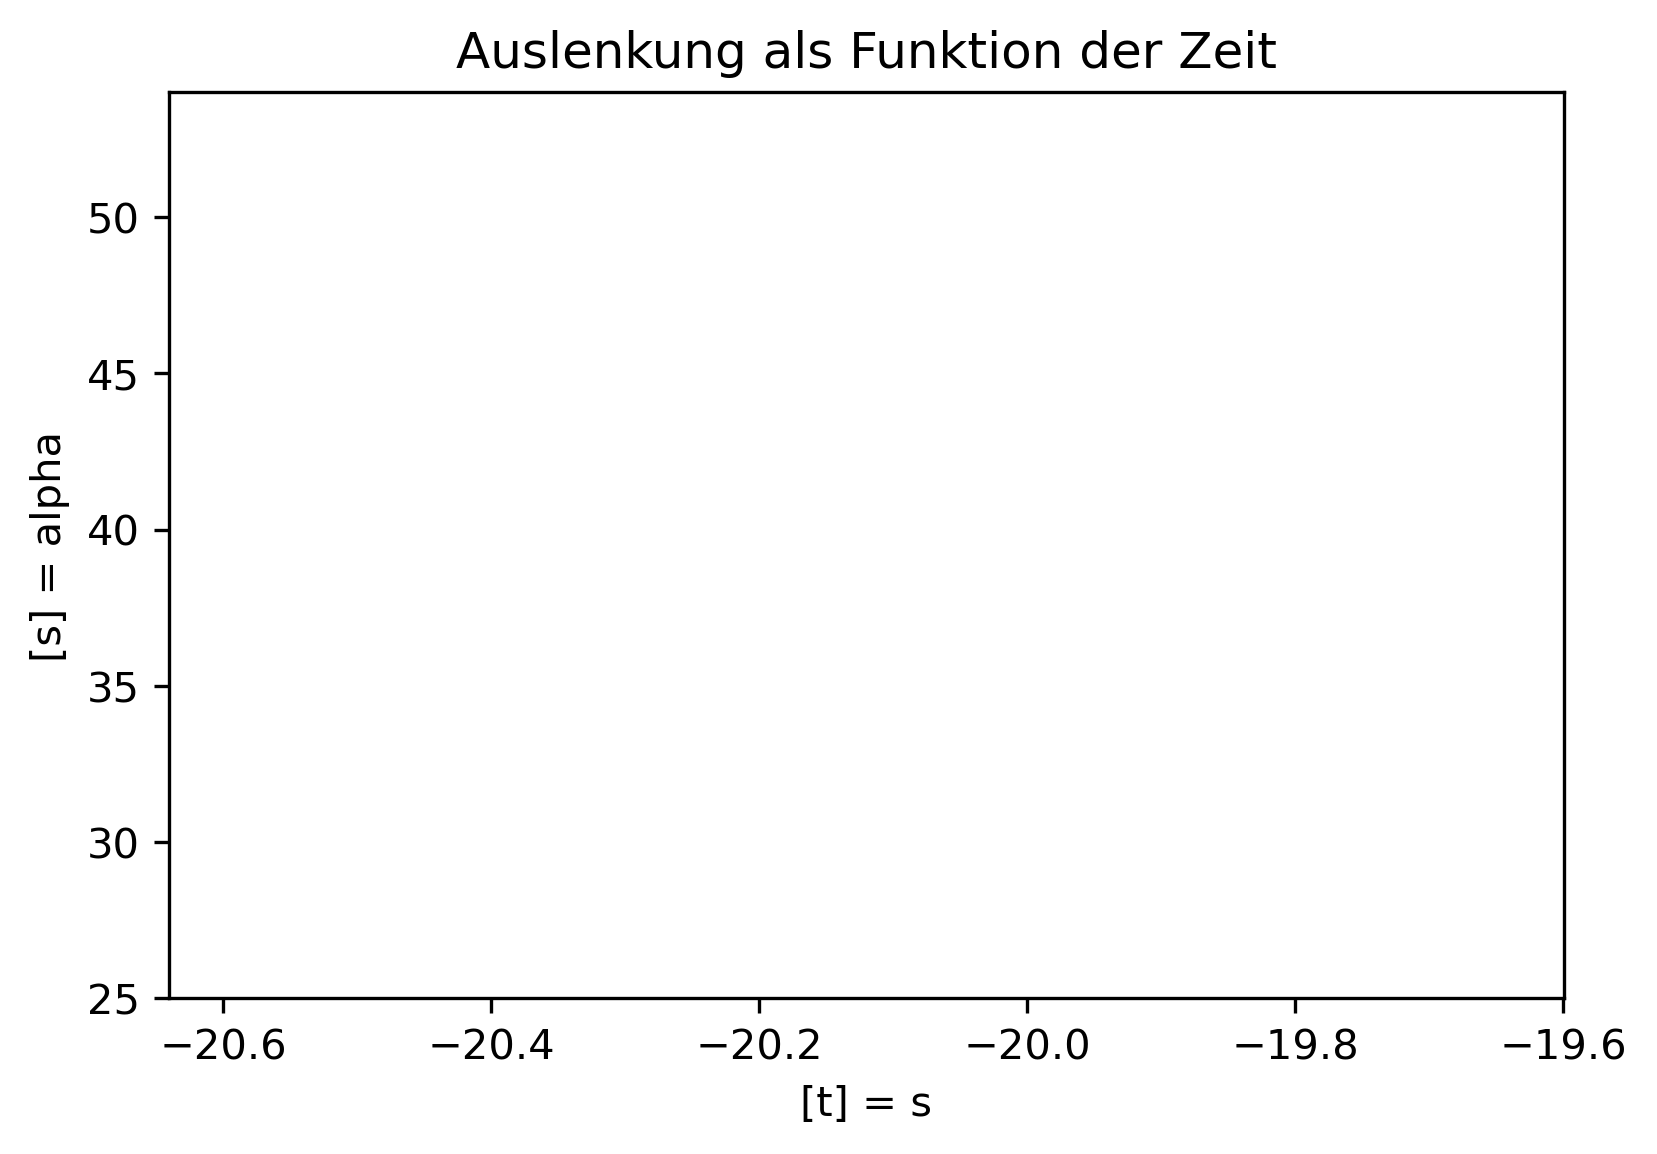 Auslenkung als Funktion der Zeit
50
45
40
35
30
25
[s] = alpha
−20.6 −20.4 −20.2 −20.0 −19.8 −19.6
[t] = s